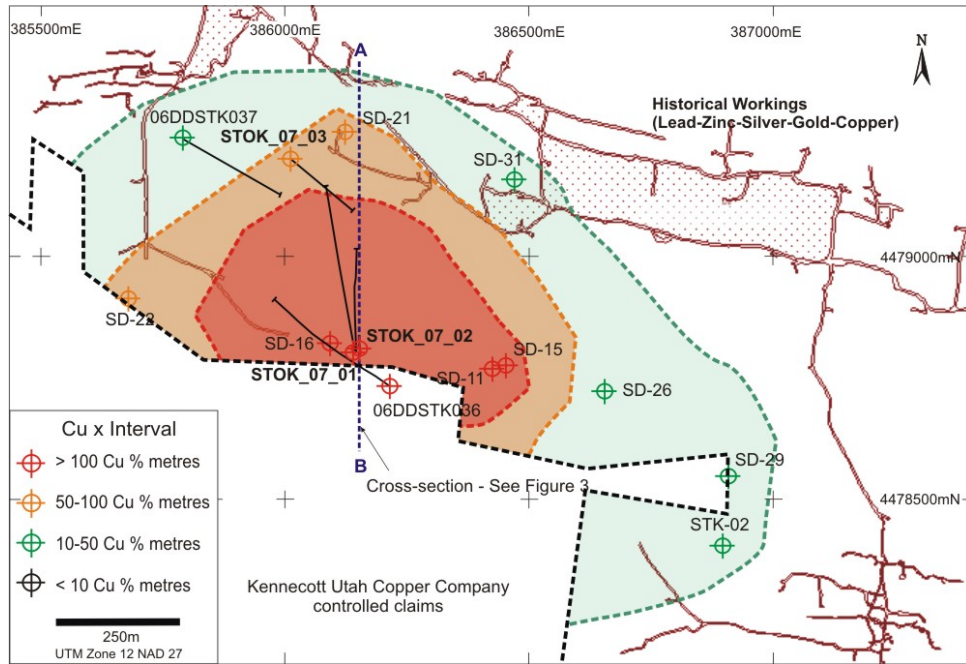 385500mE
386000mE
386500mE
387000mE
A
N
06DDSTK037
SD-21
STOK_07_03
Historical Workings
(Lead-Zinc-Silver-Gold-Copper)
SD-31
4479000mN
SD-22
SD-16
STOK_07_02
SD-15
STOK_07_01
SD-11
06DDSTK036
SD-26
B
SD-29
Cross-section - See Figure 3
4478500mN
STK-02
Kennecott Utah Copper Company
controlled claims
Cu x Interval
> 100 Cu % metres
50-100 Cu % metres
10-50 Cu % metres
< 10 Cu % metres
250m
UTM Zone 12 NAD 27